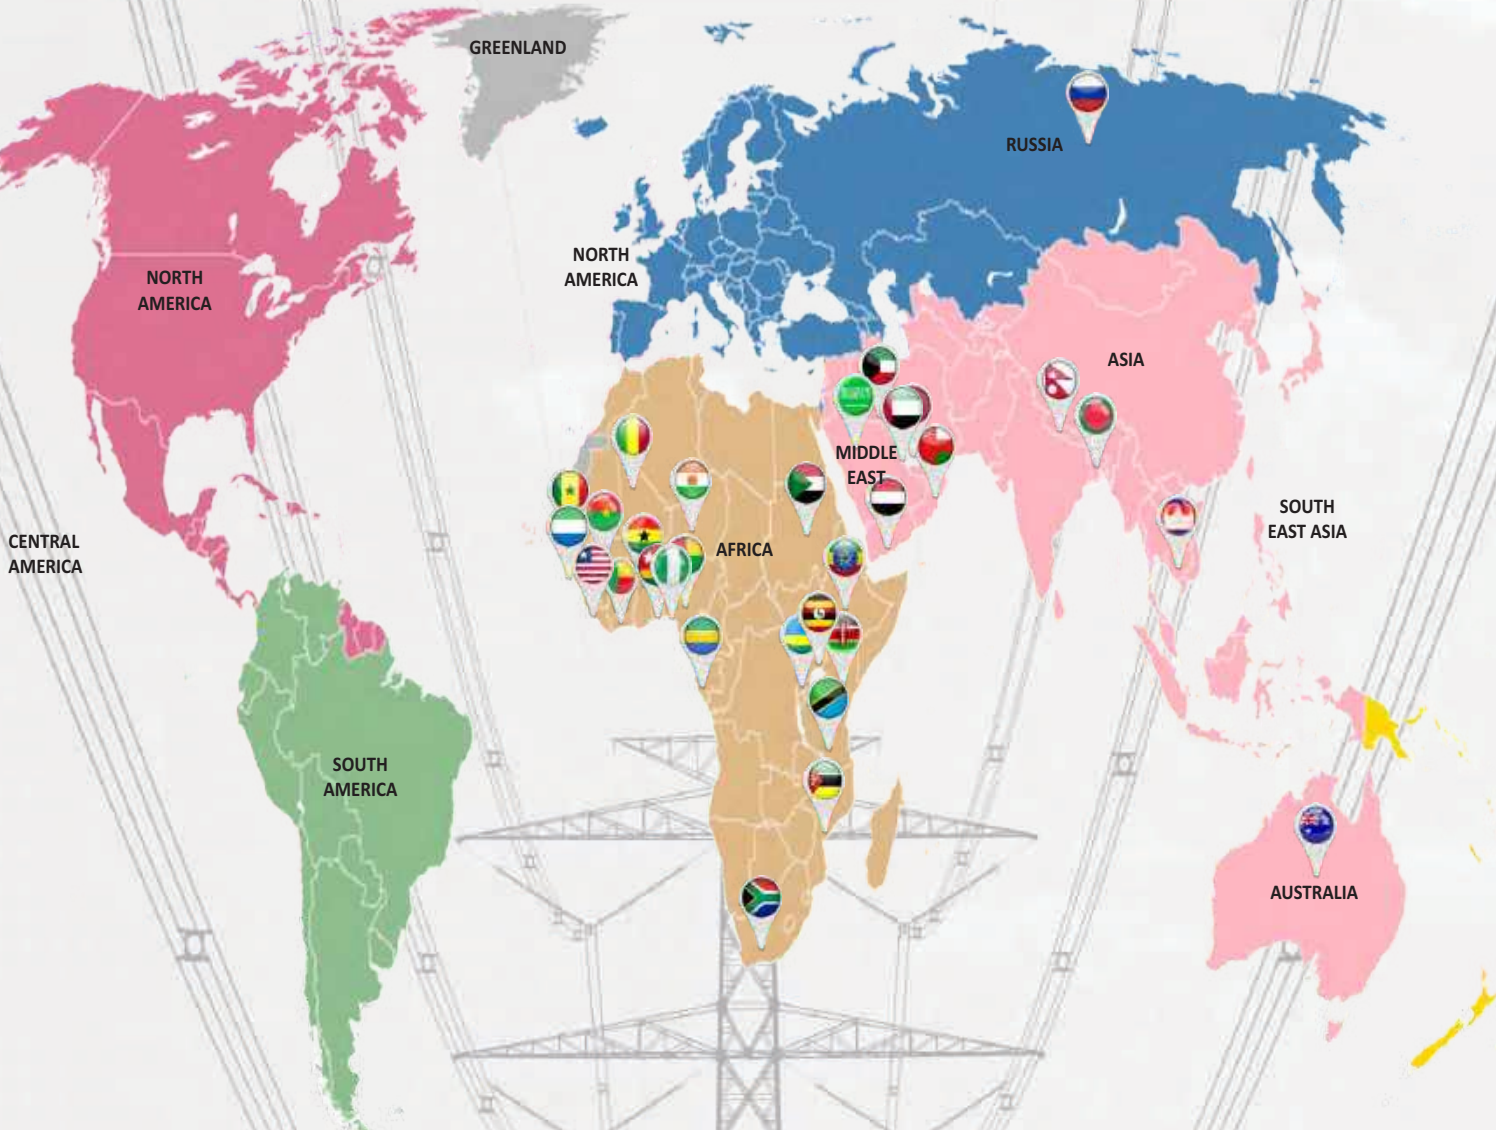 GREENLAND
RUSSIA
NORTH
AMERICA
NORTH
AMERICA
ASIA
MIDDLE
EAST
SOUTH
EAST ASIA
CENTRAL
AMERICA
AFRICA
SOUTH
AMERICA
AUSTRALIA